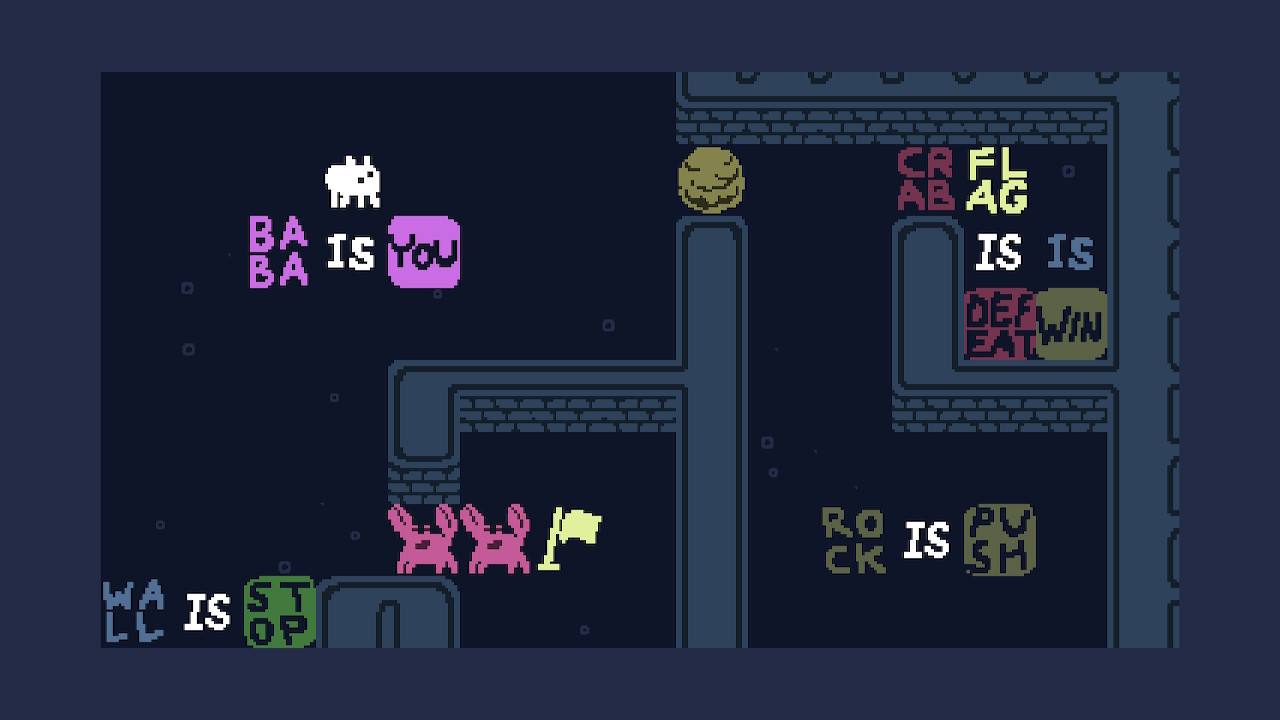 CRAB FLAG
BABA IS YOU
IS IS
DEFEAT WIN
ROCK IS PUSH
WALL IS STOP